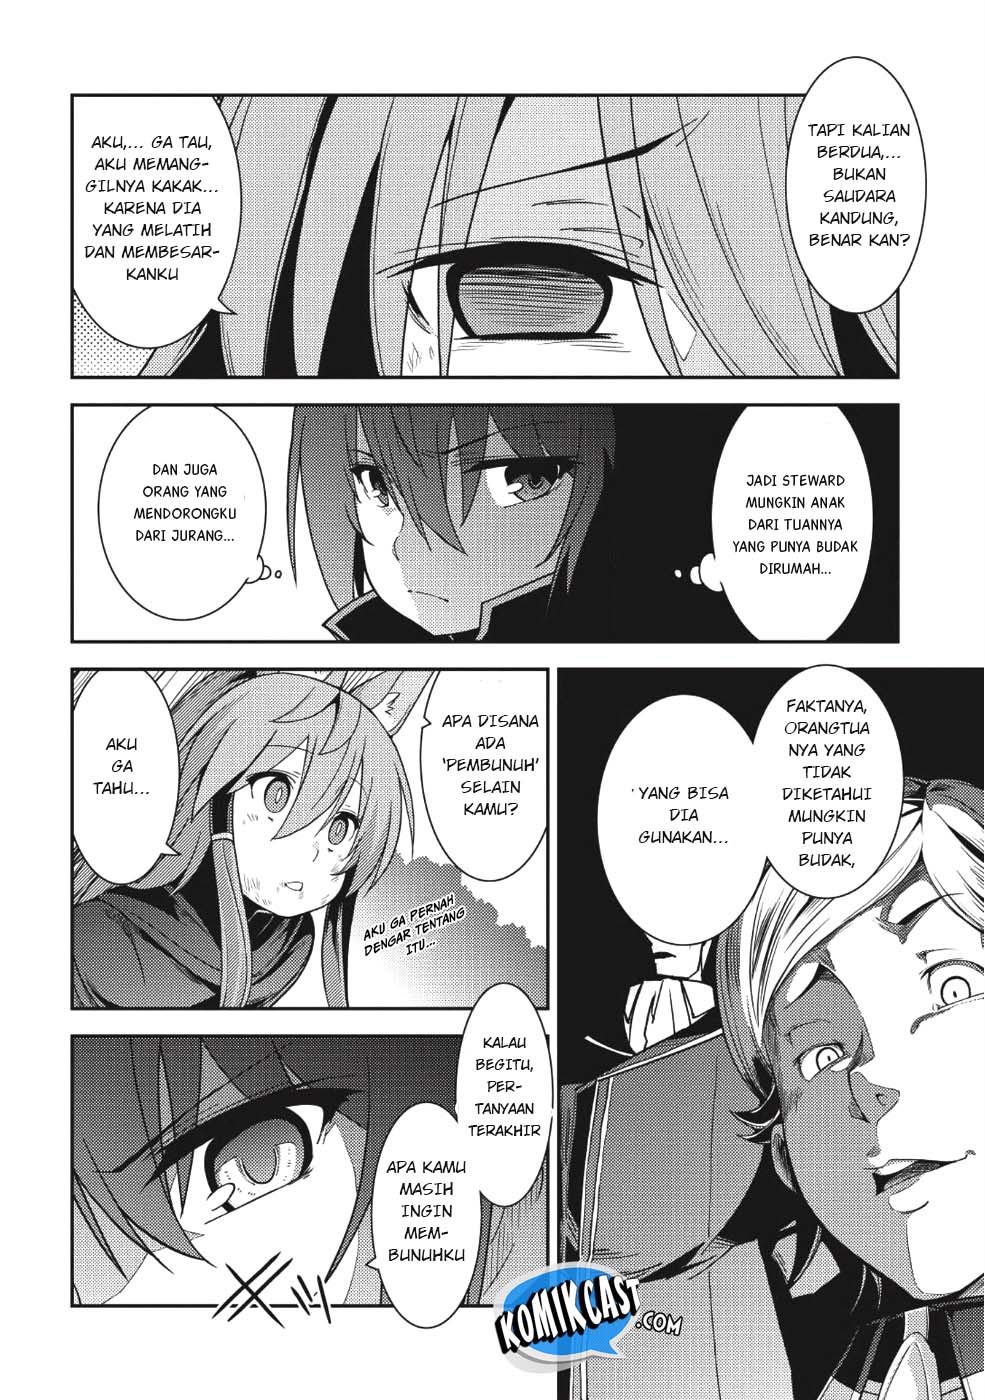 TAPI KALIAN
BERDUA,...
BUKAN
SAUDARA
KANDUNG,
BENAR KAN?
AKU,... GA TAU,
AKU MEMANG-
GILNYA KAKAK...
KARENA DIA
YANG MELATIH
DAN MEMBESAR-
KANKU
JADI STEWARD
MUNGKIN ANAK
DARI TUANNYA
YANG PUNYA BUDAK
DIRUMAH...
DAN JUGA
ORANG YANG
MENDORONGKU
DARI JURANG...
FAKTANYA,
ORANGTUA
NYA YANG
TIDAK
DIKETAHUI
MUNGKIN
PUNYA
BUDAK,
YANG BISA
DIA
GUNAKAN...
APA DISANA
ADA
'PEMBUNUH'
SELAIN
KAMU?
AKU
GA
TAHU...
AKU GA PERNAH
DENGAR TENTANG
ITU...
KALAU
BEGITU,
PER-
TANYAAN
TERAKHIR
APA KAMU
MASIH
INGIN
MEM-
BUNUHKU
KOMIKCAST
.COM